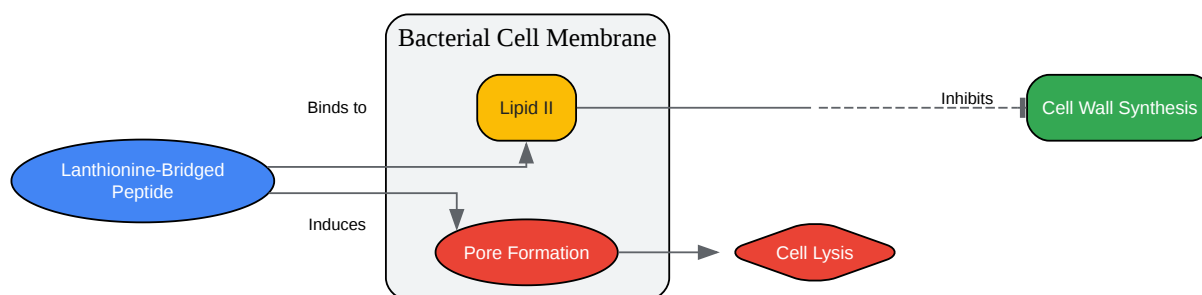 Bacterial Cell Membrane
Binds to
Lipid II
Inhibits
Cell Wall Synthesis
Lanthionine-Bridged
Peptide
Induces
Pore Formation
Cell Lysis